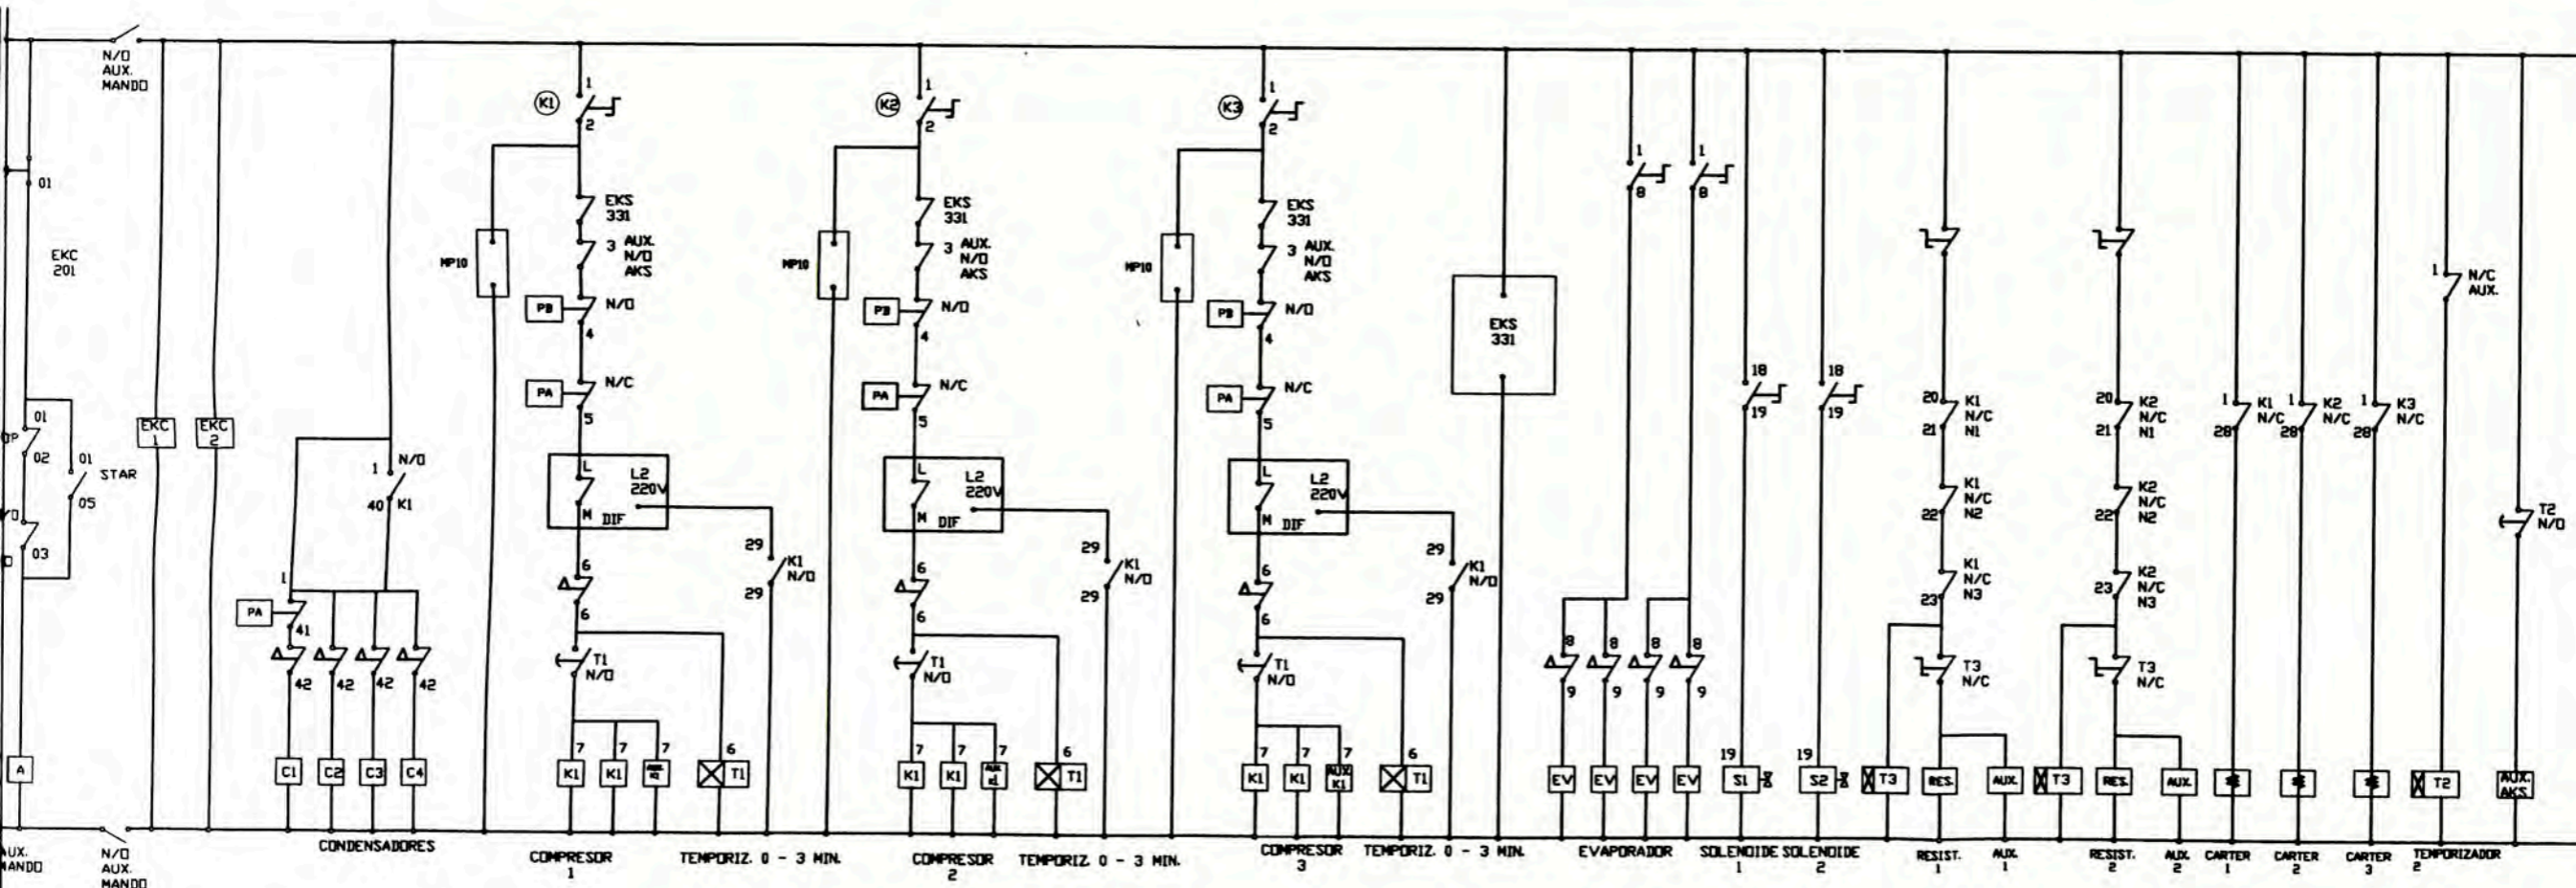 N/O
AUX.
MANDO
01
EKC
201
01
02
01
STAR
05
03
A
AUX.
MANDO
N/O
AUX.
MANDO
EKC
1
EKC
2
N/O
1
40 K1
1
PA
41
42
42
42
42
C1
C2
C3
C4
CONDENSADORES
K1
1
2
MP10
EKS
331
3 AUX.
N/O
AKS
PB
N/O
4
PA
N/C
5
L
L2
220V
M DIF
6
6
T1
N/O
29
K1
N/O
29
7
7
7
6
K1
K1
T1
COMPRESOR
1
TEMPORIZ. 0 - 3 MIN.
K2
1
2
MP10
EKS
331
3 AUX.
N/O
AKS
PB
N/O
4
PA
N/C
5
L
L2
220V
M DIF
6
6
T1
N/O
29
K1
N/O
29
7
7
7
6
K1
K1
T1
COMPRESOR
2
TEMPORIZ. 0 - 3 MIN.
K3
1
2
MP10
EKS
331
3 AUX.
N/O
AKS
PB
N/O
4
PA
N/C
5
L
L2
220V
M DIF
6
6
T1
N/O
29
K1
N/O
29
7
7
7
6
K1
K1
AUX
K1
T1
COMPRESOR
3
TEMPORIZ. 0 - 3 MIN.
EKS
331
1
8
1
8
8
8
8
8
9
9
9
9
EV
EV
EV
EV
EVAPORADOR
18
19
19
S1
SOLENOIDE
1
18
19
19
S2
SOLENOIDE
2
20 K1
N/C
21 N1
K1
N/C
22 N2
K1
N/C
23 N3
T3
N/C
T3
RES.
AUX.
RESIST.
1
AUX.
1
20 K2
N/C
21 N1
K2
N/C
22 N2
K2
N/C
23 N3
T3
N/C
T3
RES.
AUX.
RESIST.
2
AUX.
2
1 K1
N/C
28
CARTER
1
1 K2
N/C
28
CARTER
2
1 K3
N/C
28
CARTER
3
1 N/C
AUX.
T2
TEMPORIZADOR
2
T2
N/O
AUX.
AKS